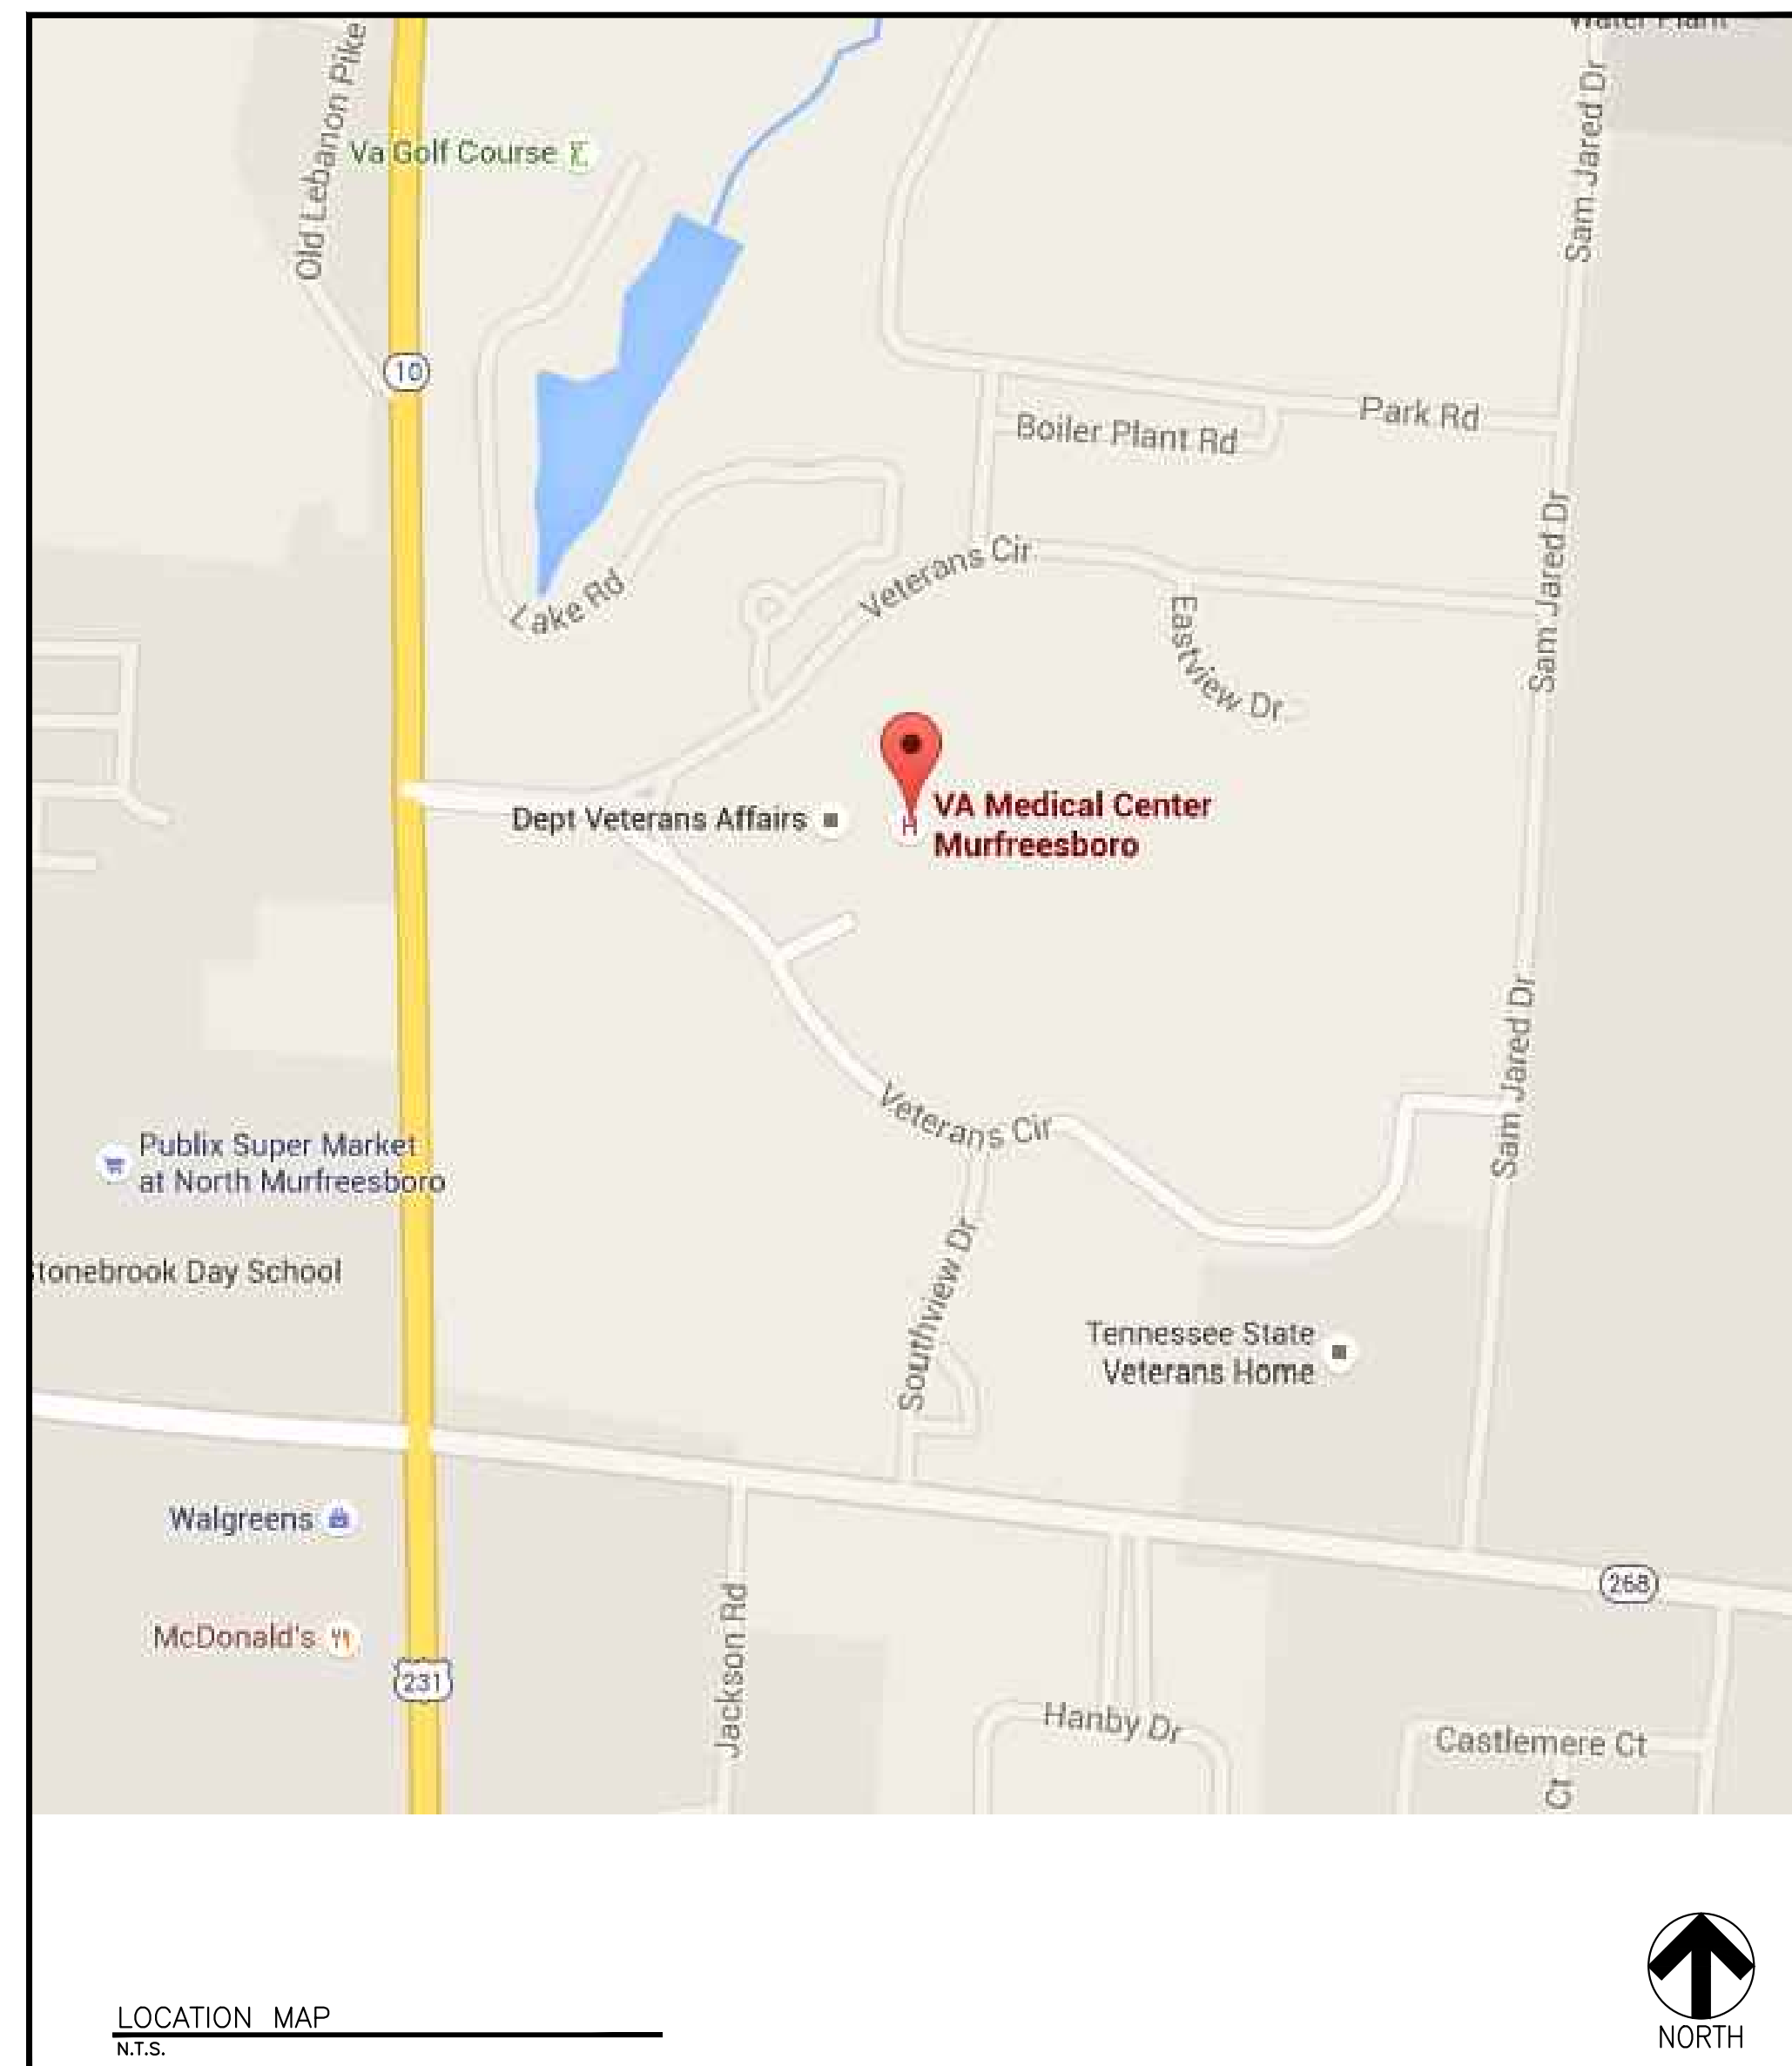 Water Plant
Old Lebanon Pike
Sam Jared Dr
Va Golf Course
10
Park Rd
Boiler Plant Rd
Sam Jared Dr
Veterans Cir
Lake Rd
Eastview Dr
VA Medical Center
Murfreesboro
Dept Veterans Affairs
H
Sam Jared Dr
Veterans Cir
Publix Super Market
at North Murfreesboro
Southview Dr
tonebrook Day School
Tennessee State
Veterans Home
Walgreens
268
McDonald's
231
Jackson Rd
Hanby Dr
Castlemere Ct
Ct
LOCATION MAP
N.T.S.
NORTH